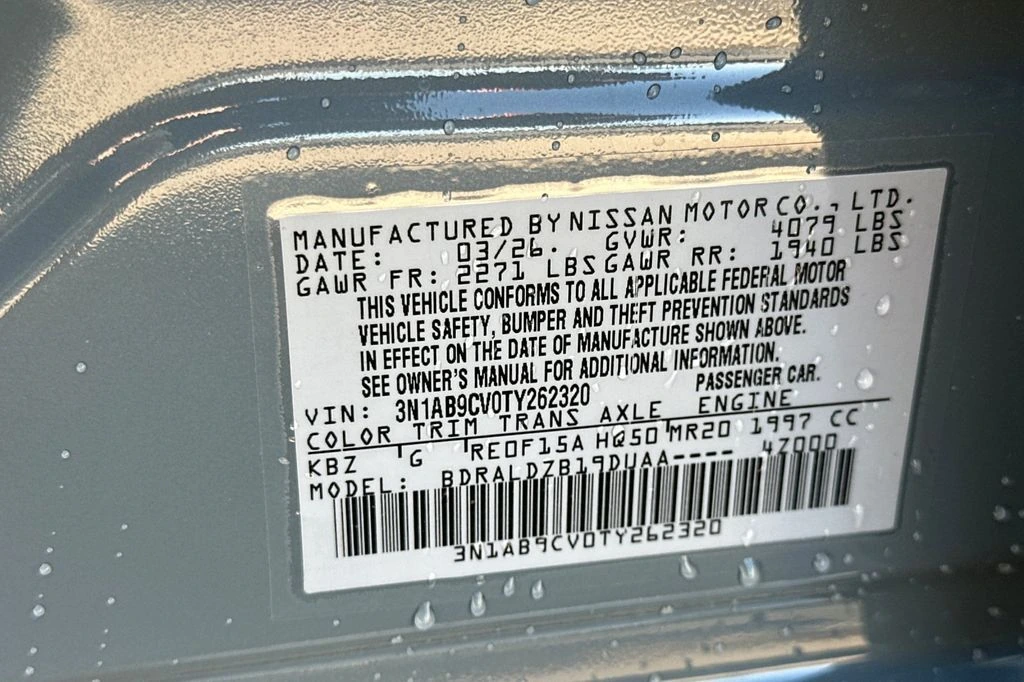 MANUFACTURED BY NISSAN MOTOR CO., LTD.
DATE: 03/26. GVWR: 4079 LBS
GAWR FR: 2271 LBS GAWR RR: 1940 LBS
THIS VEHICLE CONFORMS TO ALL APPLICABLE FEDERAL MOTOR
VEHICLE SAFETY, BUMPER AND THEFT PREVENTION STANDARDS
IN EFFECT ON THE DATE OF MANUFACTURE SHOWN ABOVE.
SEE OWNER'S MANUAL FOR ADDITIONAL INFORMATION.
VIN: 3N1AB9CV0TY262320 PASSENGER CAR.
COLOR TRIM TRANS AXLE ENGINE
KBZ G RE0F15A HQ50 MR20 1997 CC
MODEL: BDRALDZB19DUAA---- 4Z000
3N1AB9CV0TY262320